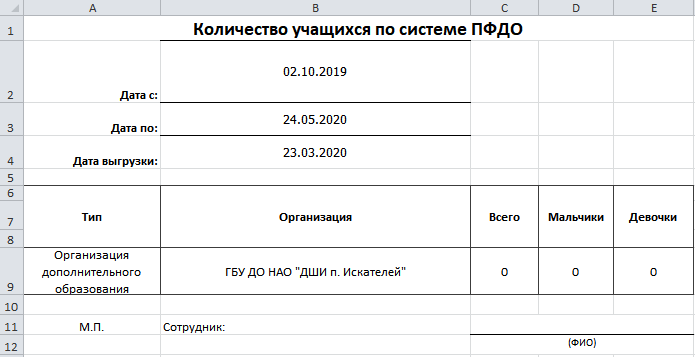 A B C D E
1 Количество учащихся по системе ПФДО
02.10.2019
2 Дата с:
3 Дата по: 24.05.2020
4 Дата выгрузки: 23.03.2020
5
6
7 Тип Организация Всего Мальчики Девочки
8
Организация
дополнительного ГБУ ДО НАО "ДШИ п. Искателей" 0 0 0
9 образования
10
11 М.П. Сотрудник:
12 (ФИО)